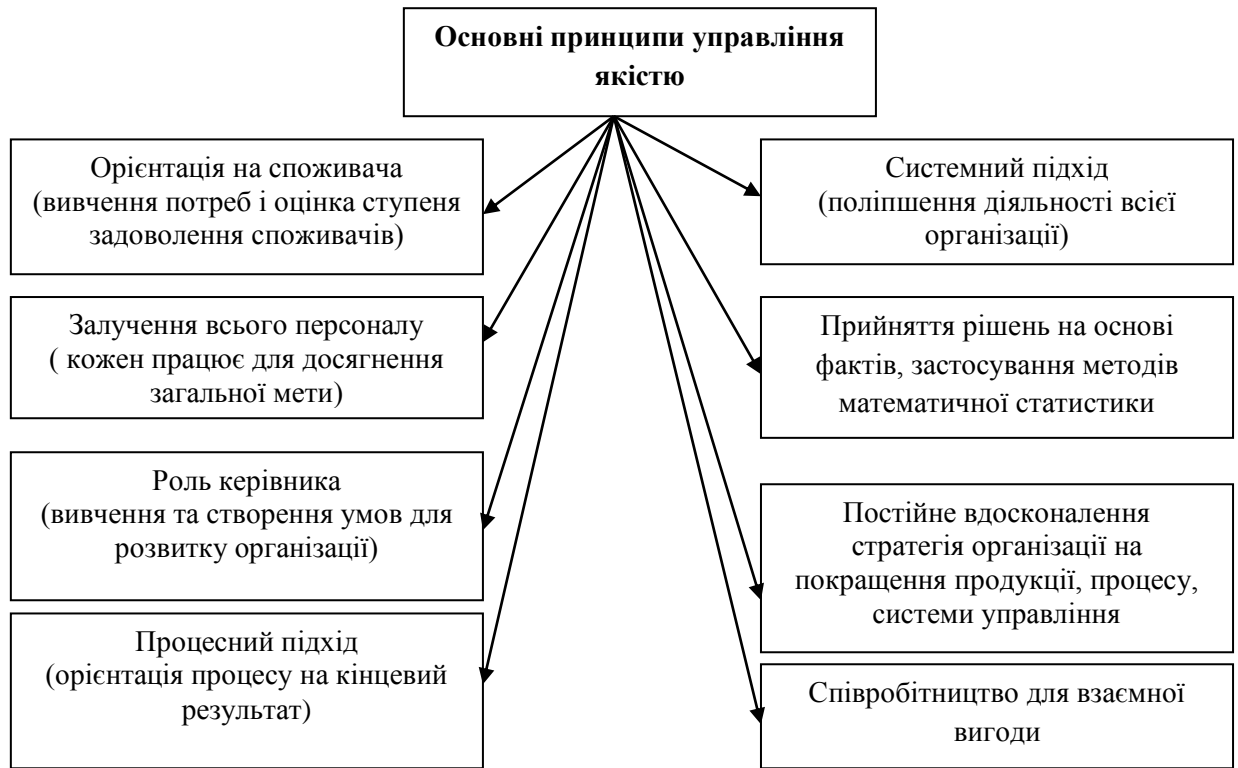 Основні принципи управління
якістю
Орієнтація на споживача
(вивчення потреб і оцінка ступеня
задоволення споживачів)
Залучення всього персоналу
( кожен працює для досягнення
загальної мети)
Роль керівника
(вивчення та створення умов для
розвитку організації)
Процесний підхід
(орієнтація процесу на кінцевий
результат)
Системний підхід
(поліпшення діяльності всієї
організації)
Прийняття рішень на основі
фактів, застосування методів
математичної статистики
Постійне вдосконалення
стратегія організації на
покращення продукції, процесу,
системи управління
Співробітництво для взаємної
вигоди